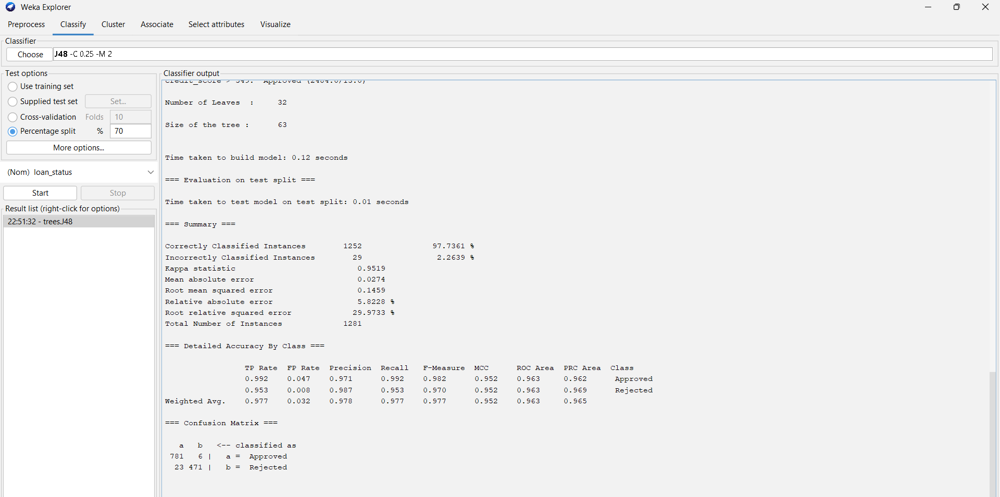 Weka Explorer
Preprocess Classify Cluster Associate Select attributes Visualize
Classifier
Choose J48 -C 0.25 -M 2
Test options
Use training set
Supplied test set Set...
Cross-validation Folds 10
Percentage split % 70
More options...
(Nom) loan_status
Start Stop
Result list (right-click for options)
22:51:32 - trees.J48
Classifier output
credit_score > 549: Approved (2484.0/13.0)
Number of Leaves : 32
Size of the tree : 63
Time taken to build model: 0.12 seconds
=== Evaluation on test split ===
Time taken to test model on test split: 0.01 seconds
=== Summary ===
Correctly Classified Instances 1252 97.7361 %
Incorrectly Classified Instances 29 2.2639 %
Kappa statistic 0.9519
Mean absolute error 0.0274
Root mean squared error 0.1459
Relative absolute error 5.8228 %
Root relative squared error 29.9733 %
Total Number of Instances 1281
=== Detailed Accuracy By Class ===
TP Rate FP Rate Precision Recall F-Measure MCC ROC Area PRC Area Class
0.992 0.047 0.971 0.992 0.982 0.952 0.963 0.962 Approved
0.953 0.008 0.987 0.953 0.970 0.952 0.963 0.969 Rejected
Weighted Avg. 0.977 0.032 0.978 0.977 0.977 0.952 0.963 0.965
=== Confusion Matrix ===
a b <-- classified as
781 6 | a = Approved
23 471 | b = Rejected